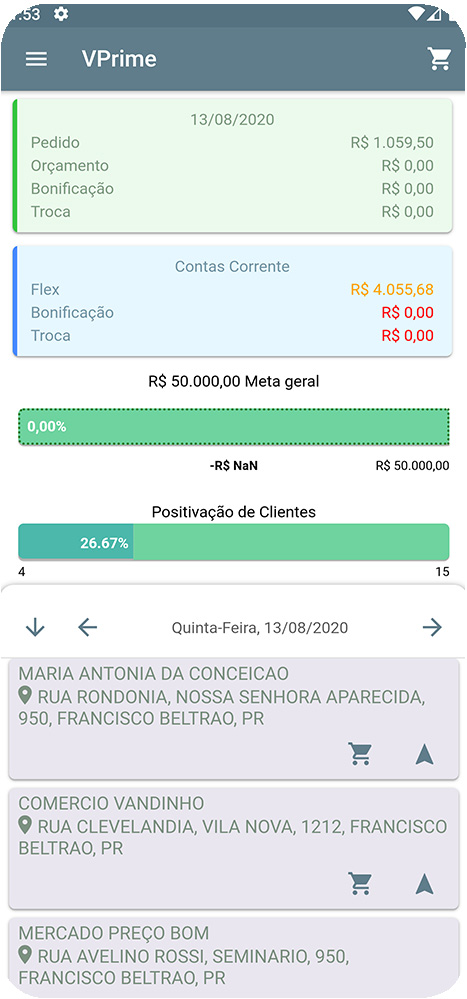 :53
VPrime
13/08/2020
Pedido R$ 1.059,50
Orçamento R$ 0,00
Bonificação R$ 0,00
Troca R$ 0,00
Contas Corrente
Flex R$ 4.055,68
Bonificação R$ 0,00
Troca R$ 0,00
R$ 50.000,00 Meta geral
0,00%
-R$ NaN R$ 50.000,00
Positivação de Clientes
26.67%
4 15
Quinta-Feira, 13/08/2020
MARIA ANTONIA DA CONCEICAO
RUA RONDONIA, NOSSA SENHORA APARECIDA,
950, FRANCISCO BELTRAO, PR
COMERCIO VANDINHO
RUA CLEVELANDIA, VILA NOVA, 1212, FRANCISCO
BELTRAO, PR
MERCADO PREÇO BOM
RUA AVELINO ROSSI, SEMINARIO, 950,
FRANCISCO BELTRAO, PR